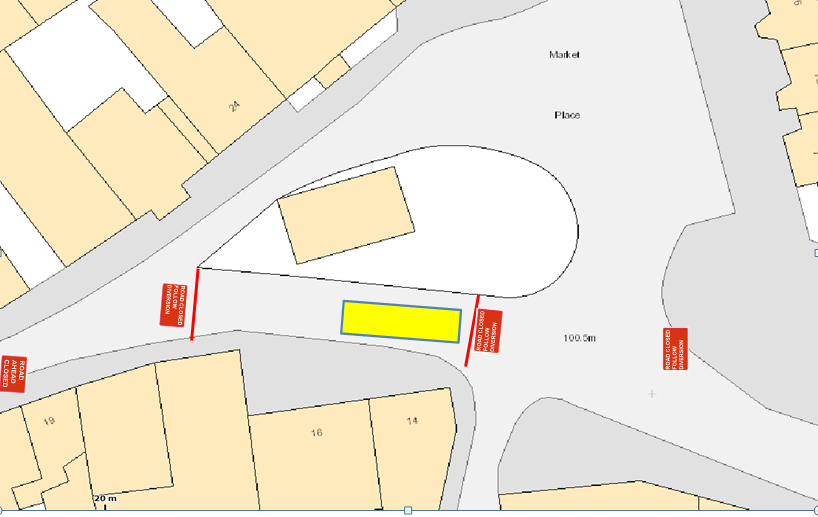 Market
Place
24
ROAD CLOSED
FOLLOW
DIVERSION
ROAD CLOSED
FOLLOW
DIVERSION
100.5m
ROAD CLOSED
FOLLOW
DIVERSION
ROAD
AHEAD
CLOSED
19
16
14
20 m